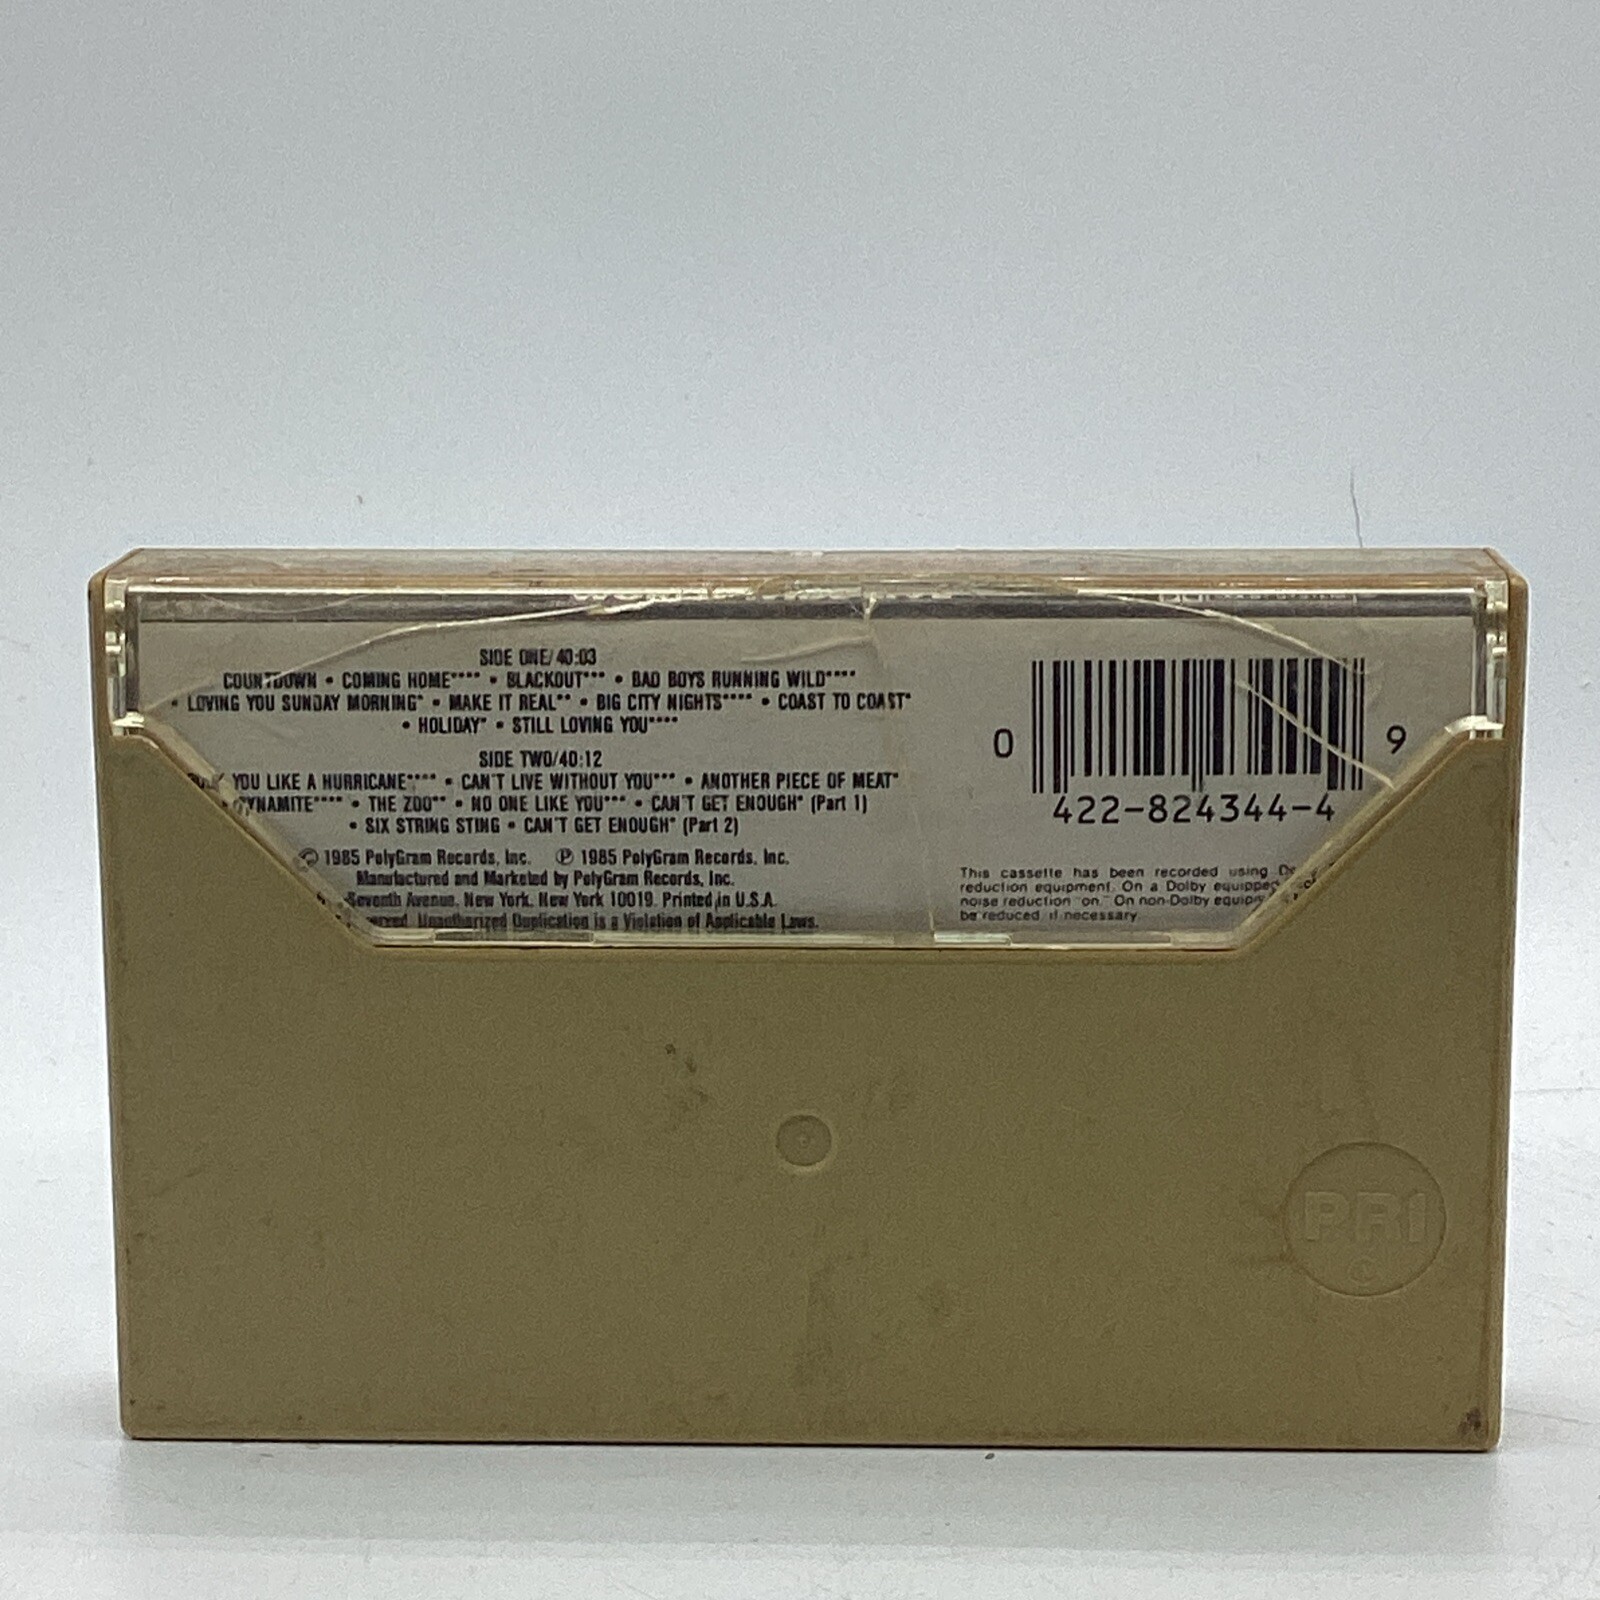 SIDE ONE/40:03
COUNTDOWN • COMING HOME**** • BLACKOUT*** • BAD BOYS RUNNING WILD****
• LOVING YOU SUNDAY MORNING* • MAKE IT REAL** • BIG CITY NIGHTS**** • COAST TO COAST*
• HOLIDAY* • STILL LOVING YOU****
SIDE TWO/40:12
YOU LIKE A HURRICANE**** • CAN'T LIVE WITHOUT YOU*** • ANOTHER PIECE OF MEAT*
DYNAMITE**** • THE ZOO** • NO ONE LIKE YOU*** • CAN'T GET ENOUGH* (Part 1)
• SIX STRING STING • CAN'T GET ENOUGH* (Part 2)
© 1985 PolyGram Records, Inc. ℗ 1985 PolyGram Records, Inc.
Manufactured and Marketed by PolyGram Records, Inc.
Seventh Avenue, New York, New York 10019. Printed in U.S.A.
Unauthorized Duplication is a Violation of Applicable Laws.
0 9
422-824344-4
This cassette has been recorded using
reduction equipment. On a Dolby equipped
noise reduction "on." On non-Dolby
be reduced if necessary
PRI
©